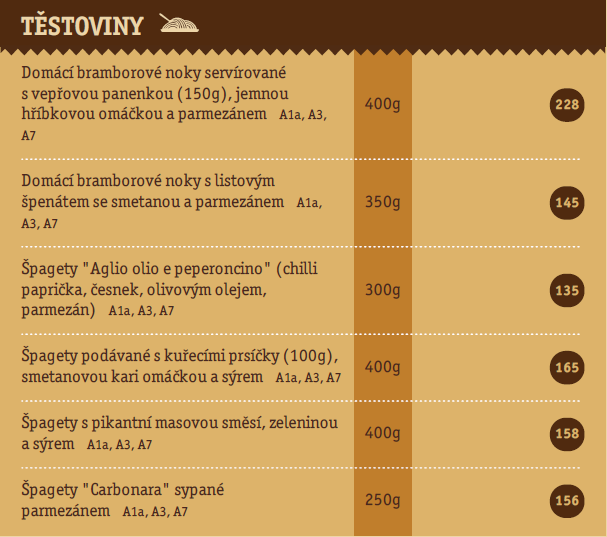 TĚSTOVINY
Domácí bramborové noky servírované
s vepřovou panenkou (150g), jemnou
hříbkovou omáčkou a parmezánem A1a, A3,
A7
400g
228
Domácí bramborové noky s listovým
špenátem se smetanou a parmezánem A1a,
A3, A7
350g
145
Špagety "Aglio olio e peperoncino" (chilli
paprička, česnek, olivovým olejem,
parmezán) A1a, A3, A7
300g
135
Špagety podávané s kuřecími prsíčky (100g),
smetanovou kari omáčkou a sýrem A1a, A3, A7
400g
165
Špagety s pikantní masovou směsí, zeleninou
a sýrem A1a, A3, A7
400g
158
Špagety "Carbonara" sypané
parmezánem A1a, A3, A7
250g
156